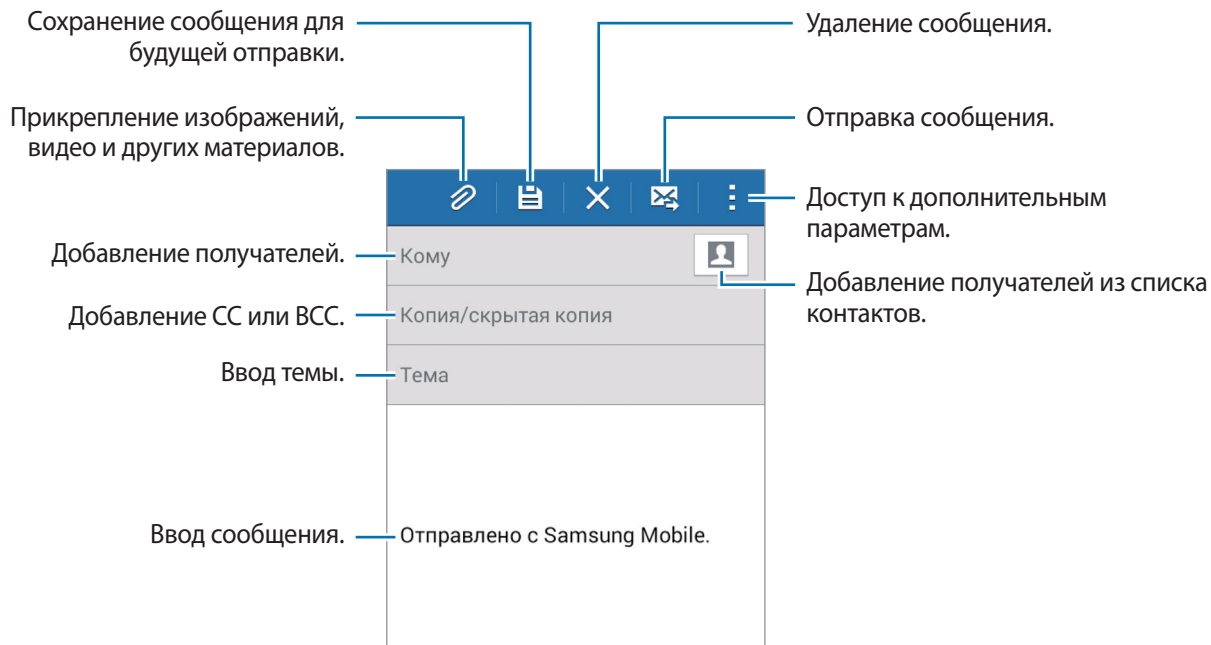 Сохранение сообщения для
будущей отправки.
Удаление сообщения.
Прикрепление изображений,
видео и других материалов.
Отправка сообщения.
Доступ к дополнительным
параметрам.
Добавление получателей.
Кому
Добавление получателей из списка
контактов.
Добавление СС или ВСС.
Копия/скрытая копия
Ввод темы.
Тема
Ввод сообщения.
Отправлено с Samsung Mobile.